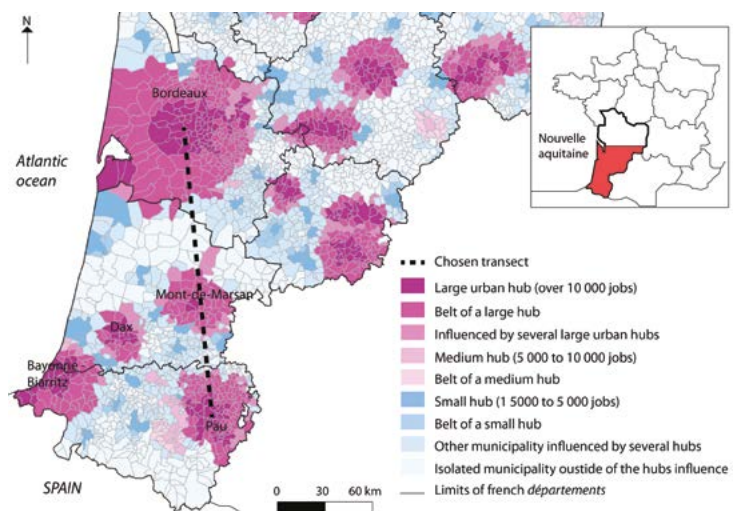 N
Bordeaux
Atlantic
ocean
Mont-de-Marsan
Dax
Bayonne
Biarritz
Pau
SPAIN
0 30 60 km
Nouvelle
aquitaine
Chosen transect
Large urban hub (over 10 000 jobs)
Belt of a large hub
Influenced by several large urban hubs
Medium hub (5 000 to 10 000 jobs)
Belt of a medium hub
Small hub (1 5000 to 5 000 jobs)
Belt of a small hub
Other municipality influenced by several hubs
Isolated municipality oustide of the hubs influence
Limits of french départements